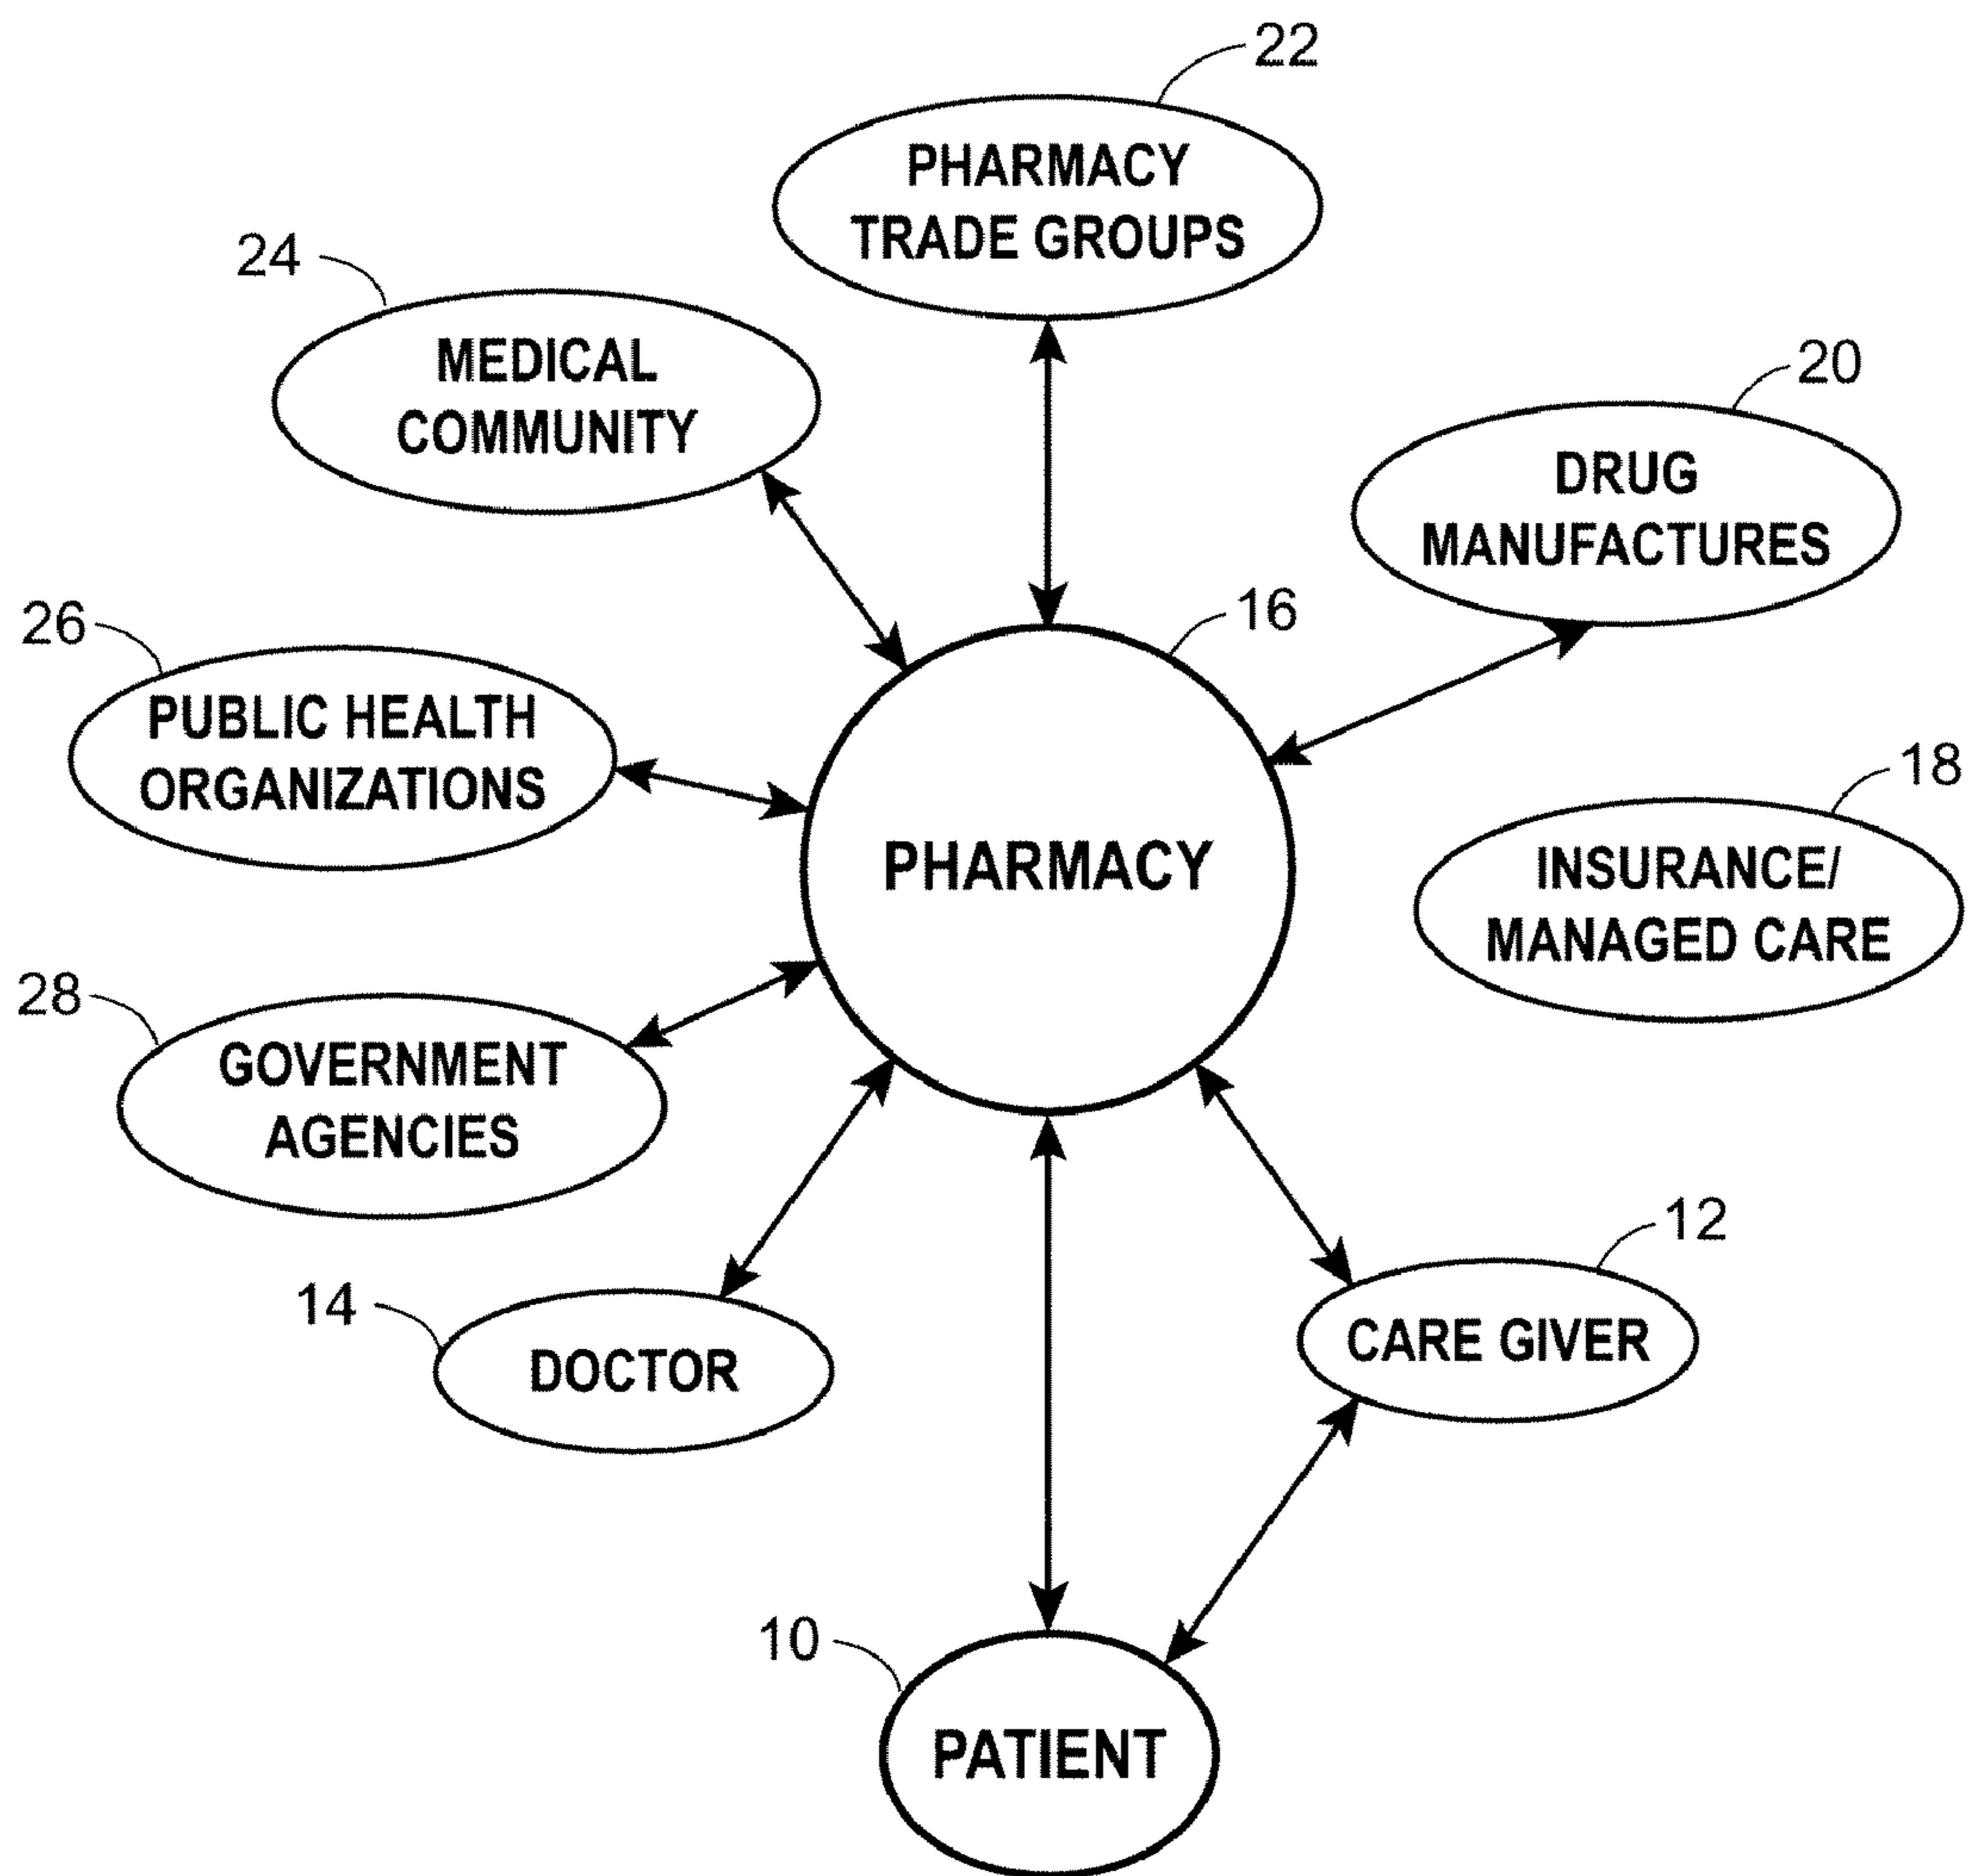 22
PHARMACY
TRADE GROUPS
24
MEDICAL
COMMUNITY
20
DRUG
MANUFACTURES
26
PUBLIC HEALTH
ORGANIZATIONS
16
PHARMACY
18
INSURANCE/
MANAGED CARE
28
GOVERNMENT
AGENCIES
12
CARE GIVER
14
DOCTOR
10
PATIENT